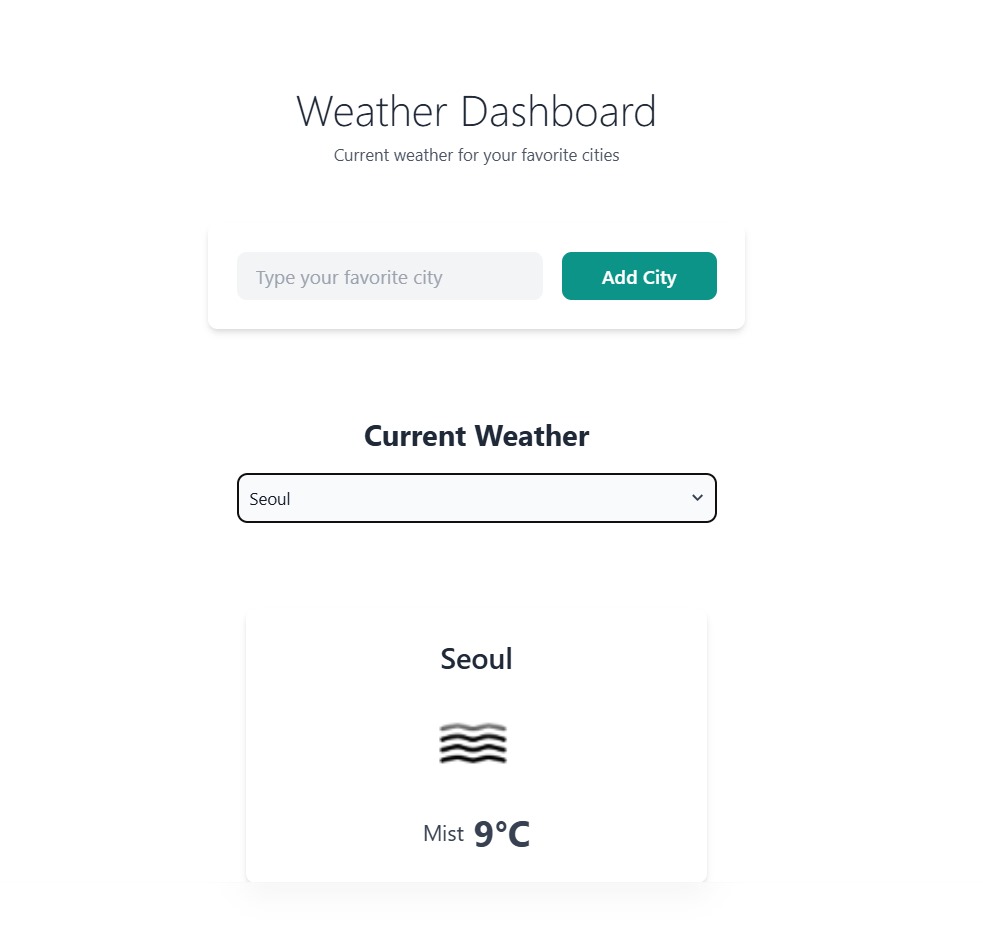 Weather Dashboard
Current weather for your favorite cities
Type your favorite city
Add City
Current Weather
Seoul
Seoul
Mist 9°C